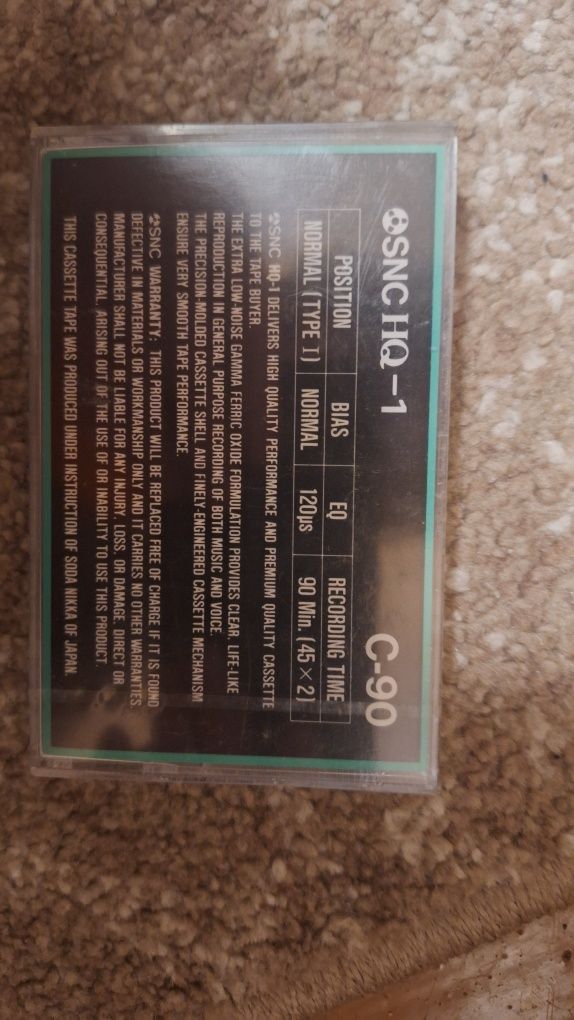 SNC HQ-1 C-90
POSITION BIAS EQ RECORDING TIME
NORMAL (TYPE I) NORMAL 120μs 90 Min. (45×2)
SNC HQ-1 DELIVERS HIGH QUALITY PERFORMANCE AND PREMIUM QUALITY CASSETTE
TO THE TAPE BUYER.
THE EXTRA LOW-NOISE GAMMA FERRIC OXIDE FORMULATION PROVIDES CLEAR, LIFE-LIKE
REPRODUCTION IN GENERAL PURPOSE RECORDING OF BOTH MUSIC AND VOICE.
THE PRECISION-MOLDED CASSETTE SHELL AND FINELY-ENGINEERED CASSETTE MECHANISM
ENSURE VERY SMOOTH TAPE PERFORMANCE.
SNC WARRANTY: THIS PRODUCT WILL BE REPLACED FREE OF CHARGE IF IT IS FOUND
DEFECTIVE IN MATERIALS OR WORKMANSHIP ONLY AND IT CARRIES NO OTHER WARRANTIES.
MANUFACTURER SHALL NOT BE LIABLE FOR ANY INJURY, LOSS, OR DAMAGE, DIRECT OR
CONSEQUENTIAL, ARISING OUT OF THE USE OF OR INABILITY TO USE THIS PRODUCT.
THIS CASSETTE TAPE WAS PRODUCED UNDER INSTRUCTION OF SODA NIKKA OF JAPAN.